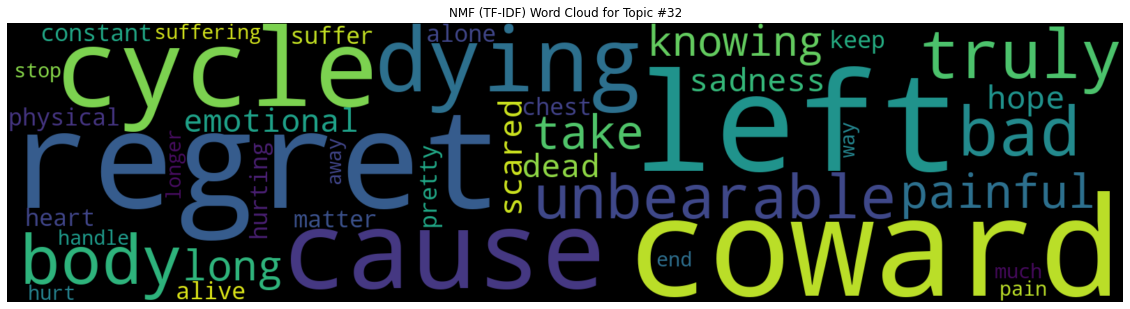 NMF (TF-IDF) Word Cloud for Topic #32
constant suffering suffer alone knowing keep truly
stop cycle dying sadness
physical emotional chest take left hope bad
regret longer hurting away pretty scared dead way
unbearable painful
heart matter
body handle long cause coward
end much
hurt alive pain